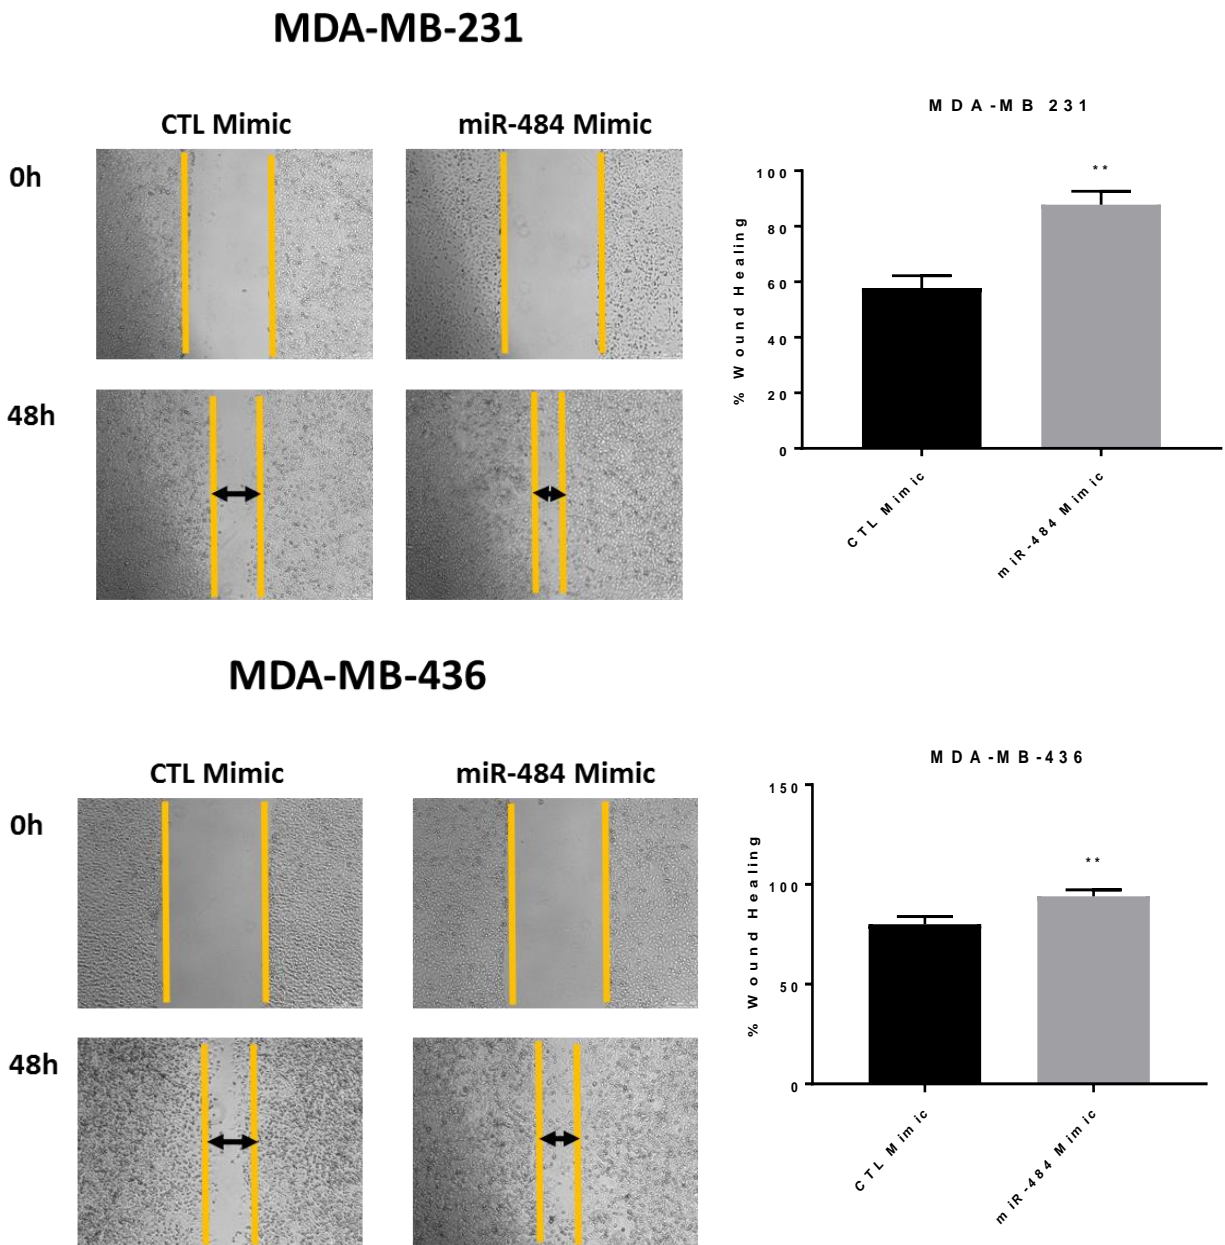 MDA-MB-231
CTL Mimic
miR-484 Mimic
0h
48h
MDA-MB 231
% Wound Healing
100
80
60
40
20
0
**
CTL Mimic
miR-484 Mimic
MDA-MB-436
CTL Mimic
miR-484 Mimic
0h
48h
MDA-MB-436
% Wound Healing
150
100
50
0
**
CTL Mimic
miR-484 Mimic